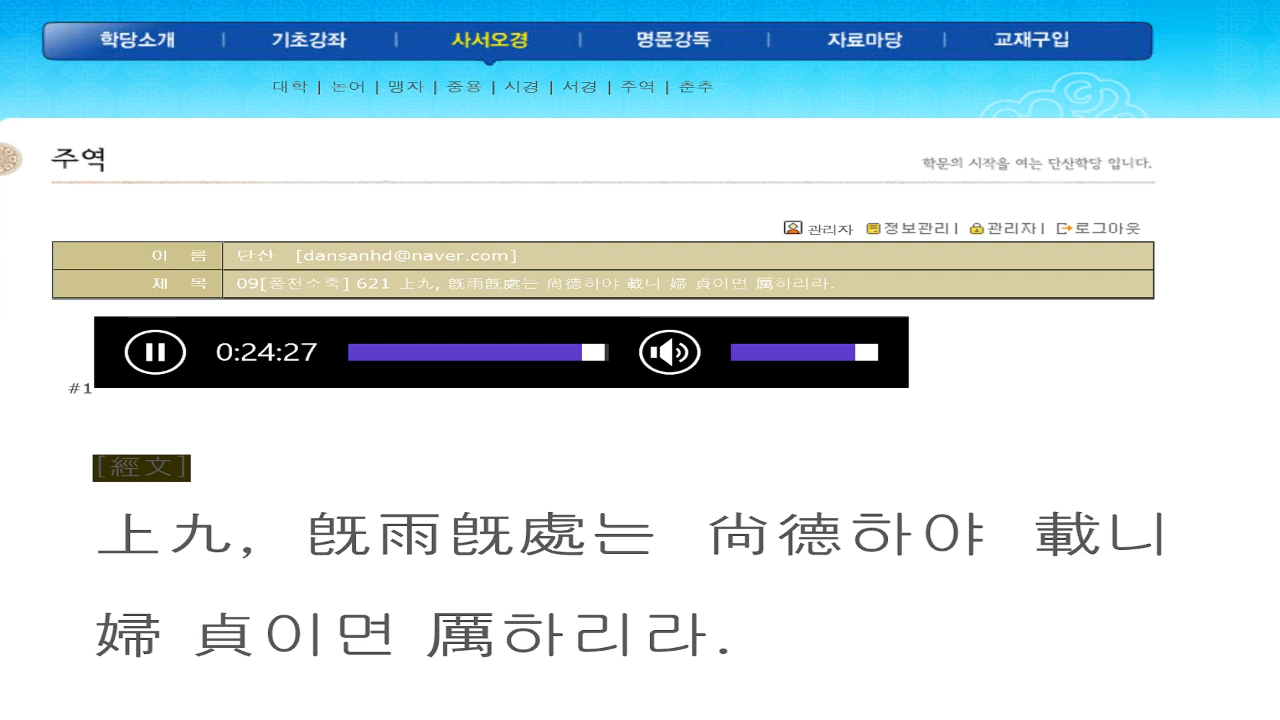 학당소개 | 기초강좌 | 사서오경 | 명문강독 | 자료마당 | 교재구입
대학 | 논어 | 맹자 | 중용 | 시경 | 서경 | 주역 | 춘추
주역
학문의 시작을 여는 단산학당 입니다.
관리자 정보관리 | 관리자 | 로그아웃
이 름 단산 [dansanhd@naver.com]
제 목 09[풍천소축] 621 上九, 旣雨旣處는 尙德하야 載니 婦 貞이면 厲하리라.
0:24:27
#1
[經文]
上九, 旣雨旣處는 尙德하야 載니
婦 貞이면 厲하리라.